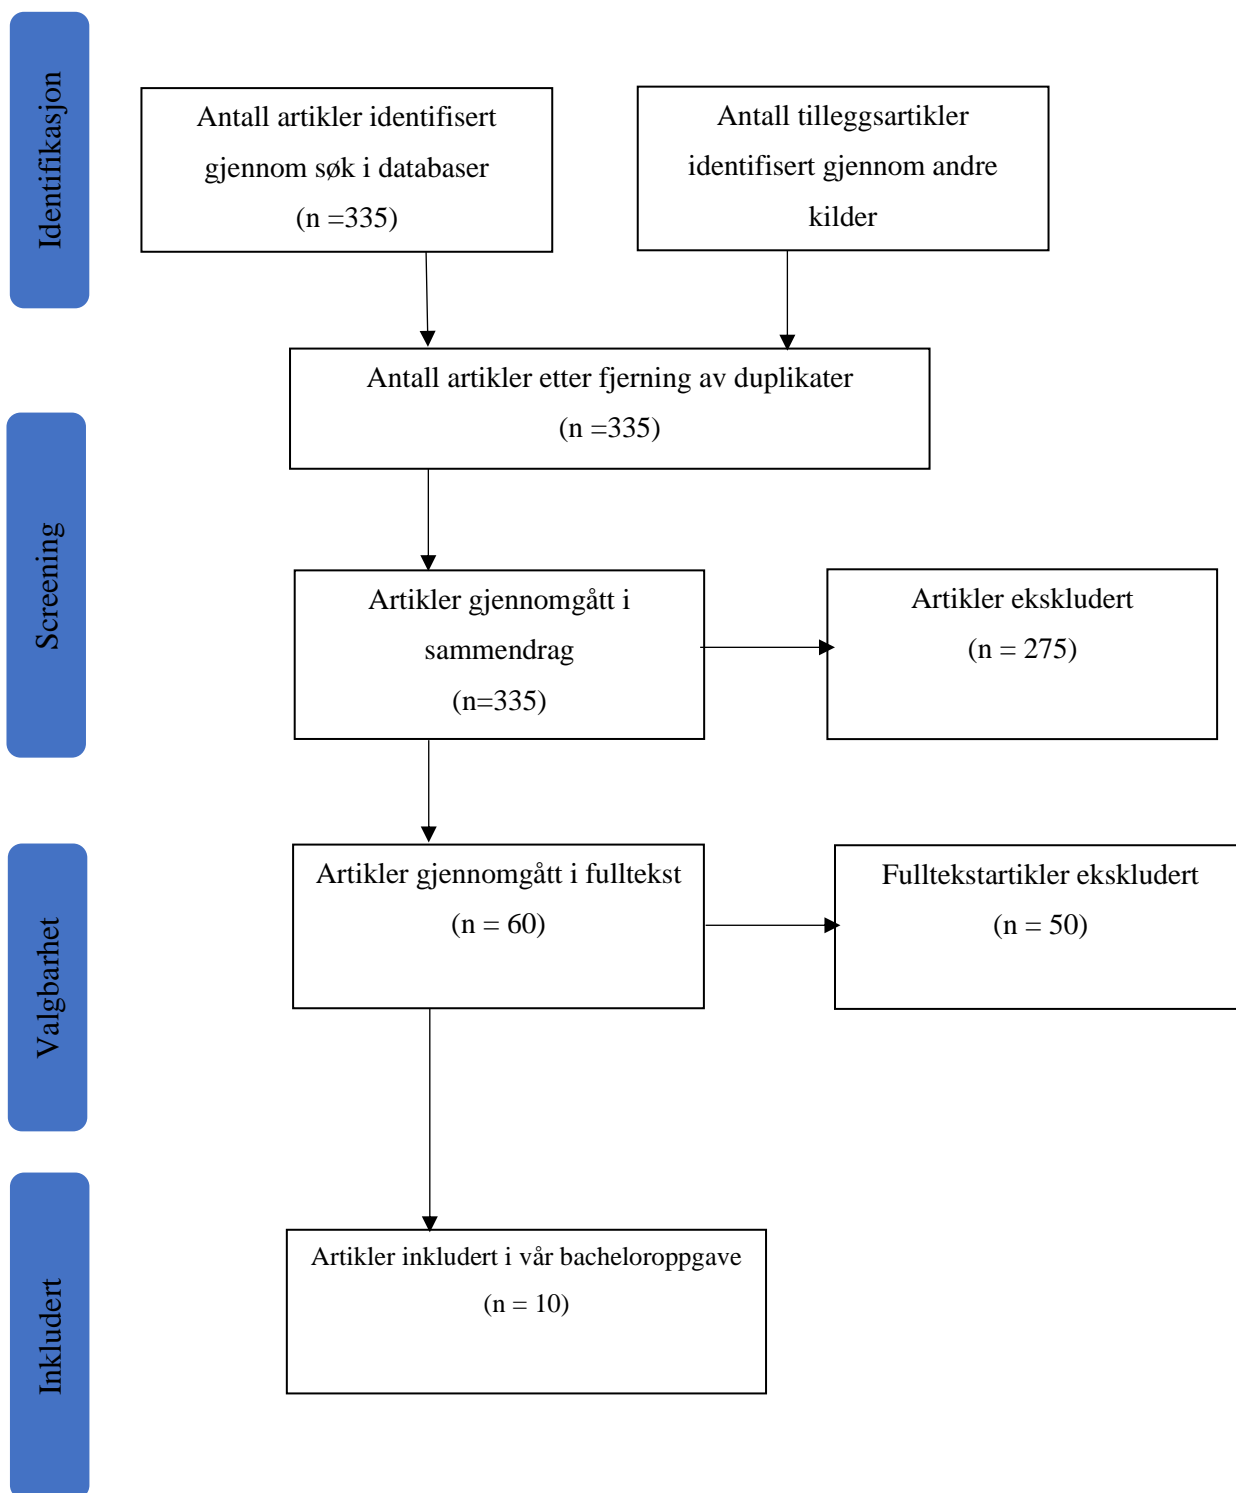 Identifikasjon
Antall artikler identifisert
gjennom søk i databaser
(n =335)
Antall tilleggsartikler
identifisert gjennom andre
kilder
Antall artikler etter fjerning av duplikater
(n =335)
Screening
Artikler gjennomgått i
sammendrag
(n=335)
Artikler ekskludert
(n = 275)
Valgbarhet
Artikler gjennomgått i fulltekst
(n = 60)
Fulltekstartikler ekskludert
(n = 50)
Inkludert
Artikler inkludert i vår bacheloroppgave
(n = 10)